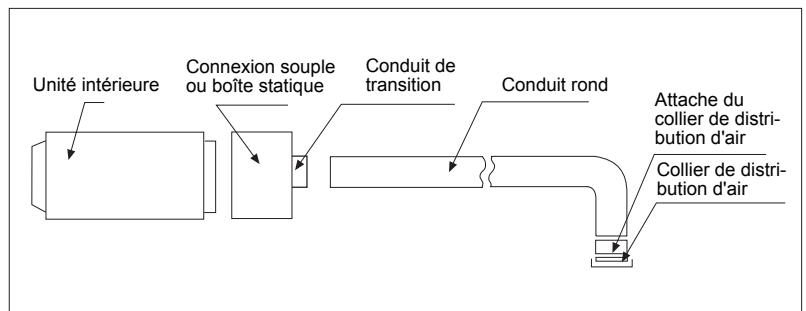 Unité intérieure
Connexion souple
ou boîte statique
Conduit de
transition
Conduit rond
Attache du
collier de distri-
bution d'air
Collier de distri-
bution d'air